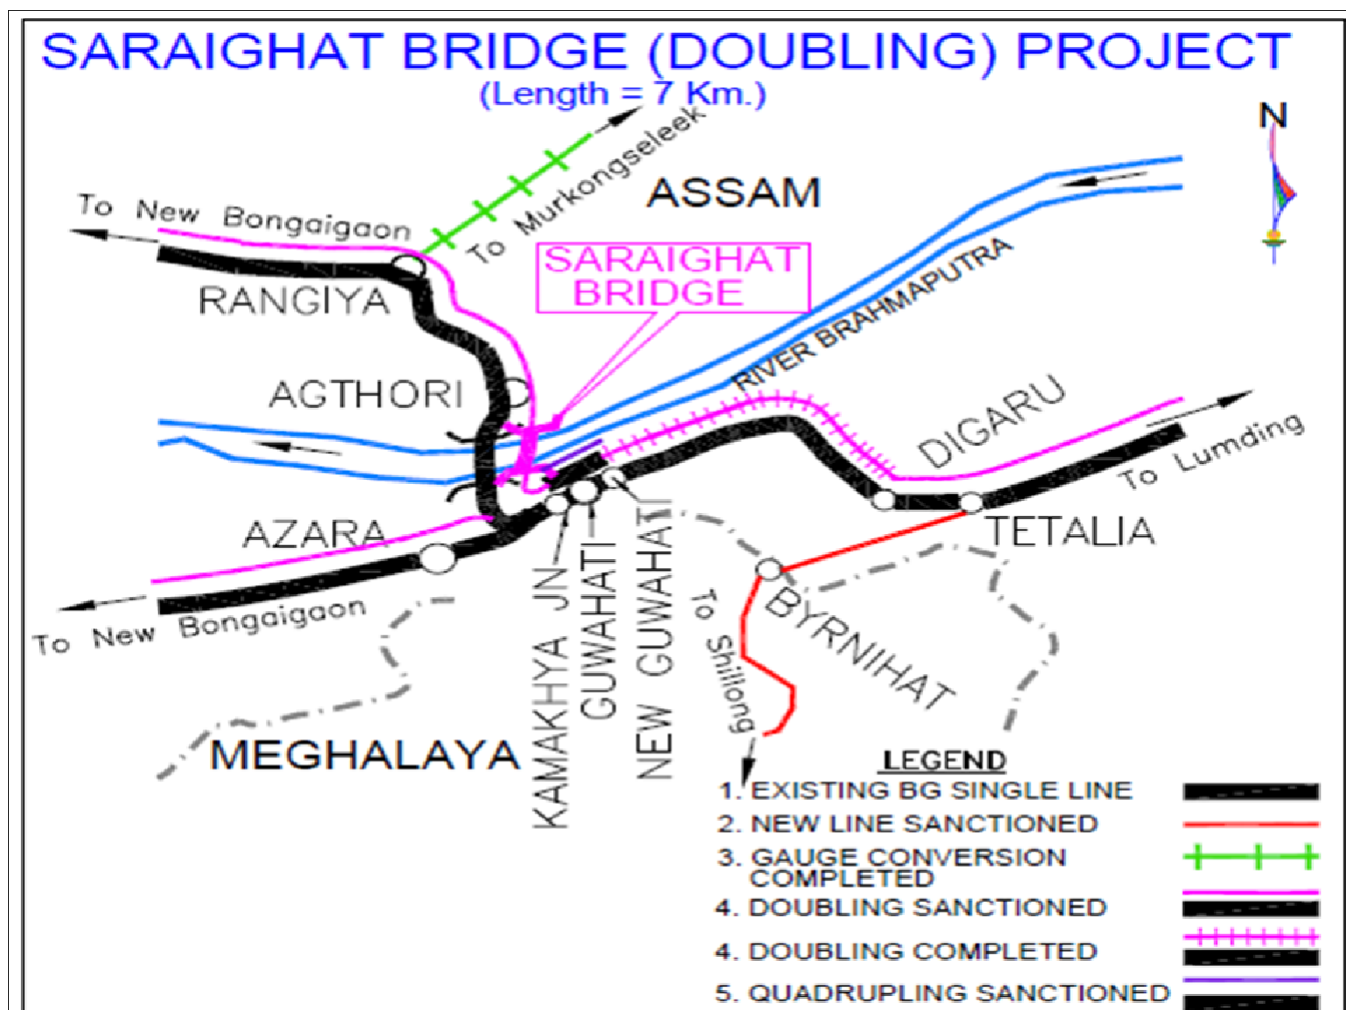 SARAIGHAT BRIDGE (DOUBLING) PROJECT
(Length = 7 Km.)
N
To Murkongseleek
ASSAM
To New Bongaigaon
SARAIGHAT
BRIDGE
RANGIYA
RIVER BRAHMAPUTRA
AGTHORI
DIGARU
To Lumding
AZARA
TETALIA
To New Bongaigaon
KAMAKHYA JN
GUWAHATI
NEW GUWAHATI
To Shillong
BYRNIHAT
MEGHALAYA
LEGEND
1. EXISTING BG SINGLE LINE
2. NEW LINE SANCTIONED
3. GAUGE CONVERSION
COMPLETED
4. DOUBLING SANCTIONED
4. DOUBLING COMPLETED
5. QUADRUPLING SANCTIONED